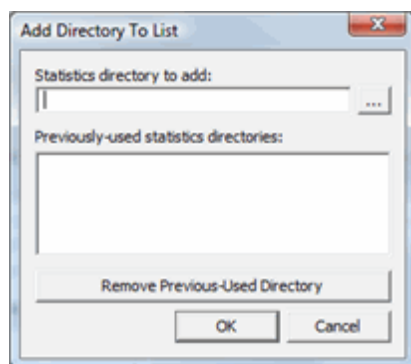 Add Directory To List
Statistics directory to add:
...
Previously-used statistics directories:
Remove Previous-Used Directory
OK Cancel